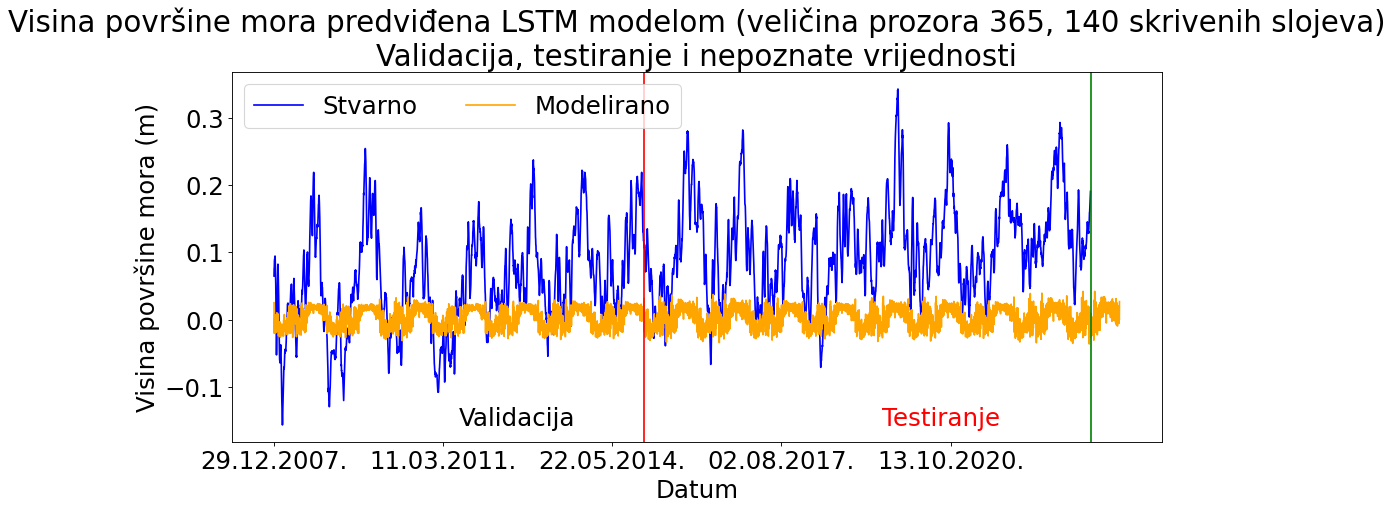 Visina površine mora predviđena LSTM modelom (veličina prozora 365, 140 skrivenih slojeva)
Validacija, testiranje i nepoznate vrijednosti
Stvarno
Modelirano
Visina površine mora (m)
0.3
0.2
0.1
0.0
−0.1
Validacija
Testiranje
29.12.2007.
11.03.2011.
22.05.2014.
02.08.2017.
13.10.2020.
Datum